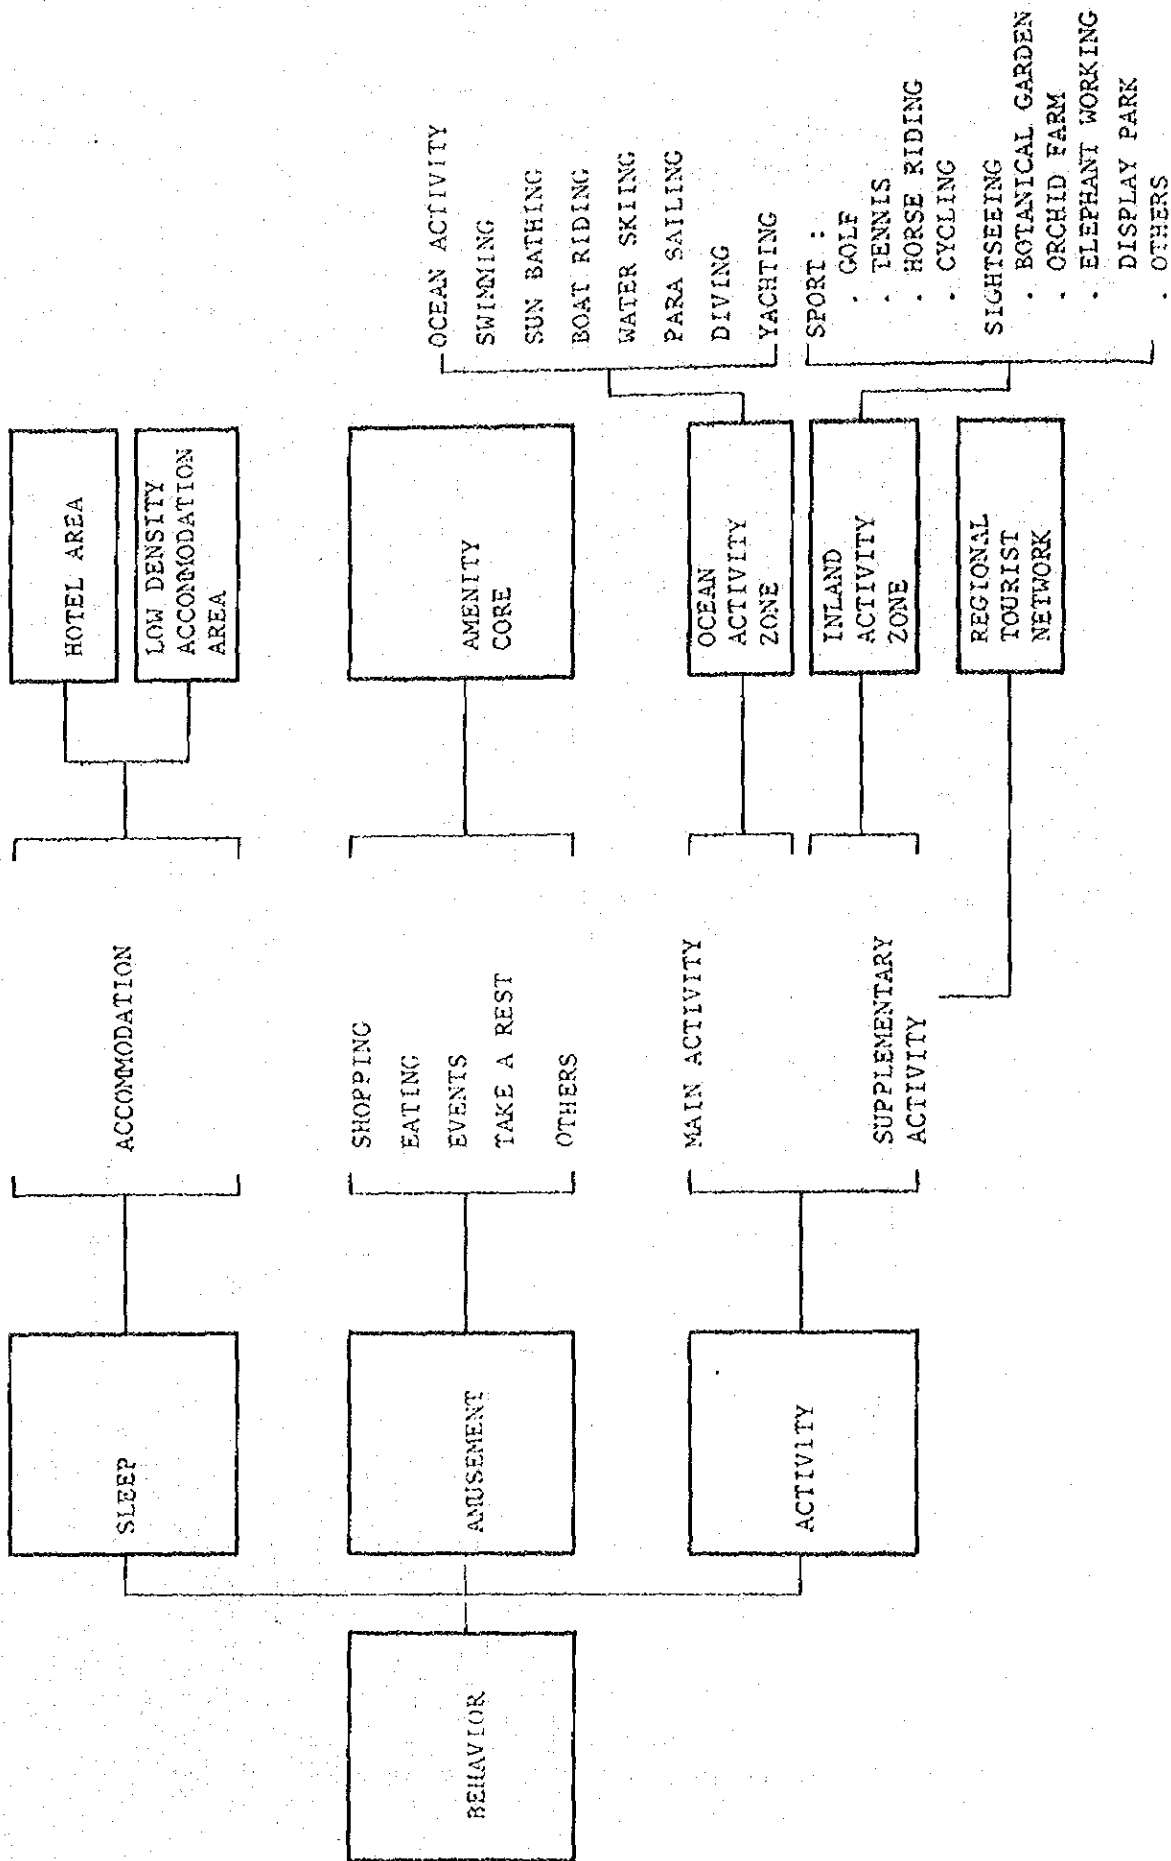 BEHAVIOR
SLEEP
AMUSEMENT
ACTIVITY
ACCOMMODATION
SHOPPING
EATING
EVENTS
TAKE A REST
OTHERS
MAIN ACTIVITY
SUPPLEMENTARY
ACTIVITY
HOTEL AREA
LOW DENSITY
ACCOMMODATION
AREA
AMENITY
CORE
OCEAN
ACTIVITY
ZONE
INLAND
ACTIVITY
ZONE
REGIONAL
TOURIST
NETWORK
OCEAN ACTIVITY
SWIMMING
SUN BATHING
BOAT RIDING
WATER SKIING
PARA SAILING
DIVING
YACHTING
SPORT :
· GOLF
· TENNIS
· HORSE RIDING
· CYCLING
SIGHTSEEING
· BOTANICAL GARDEN
· ORCHID FARM
· ELEPHANT WORKING
DISPLAY PARK
· OTHERS